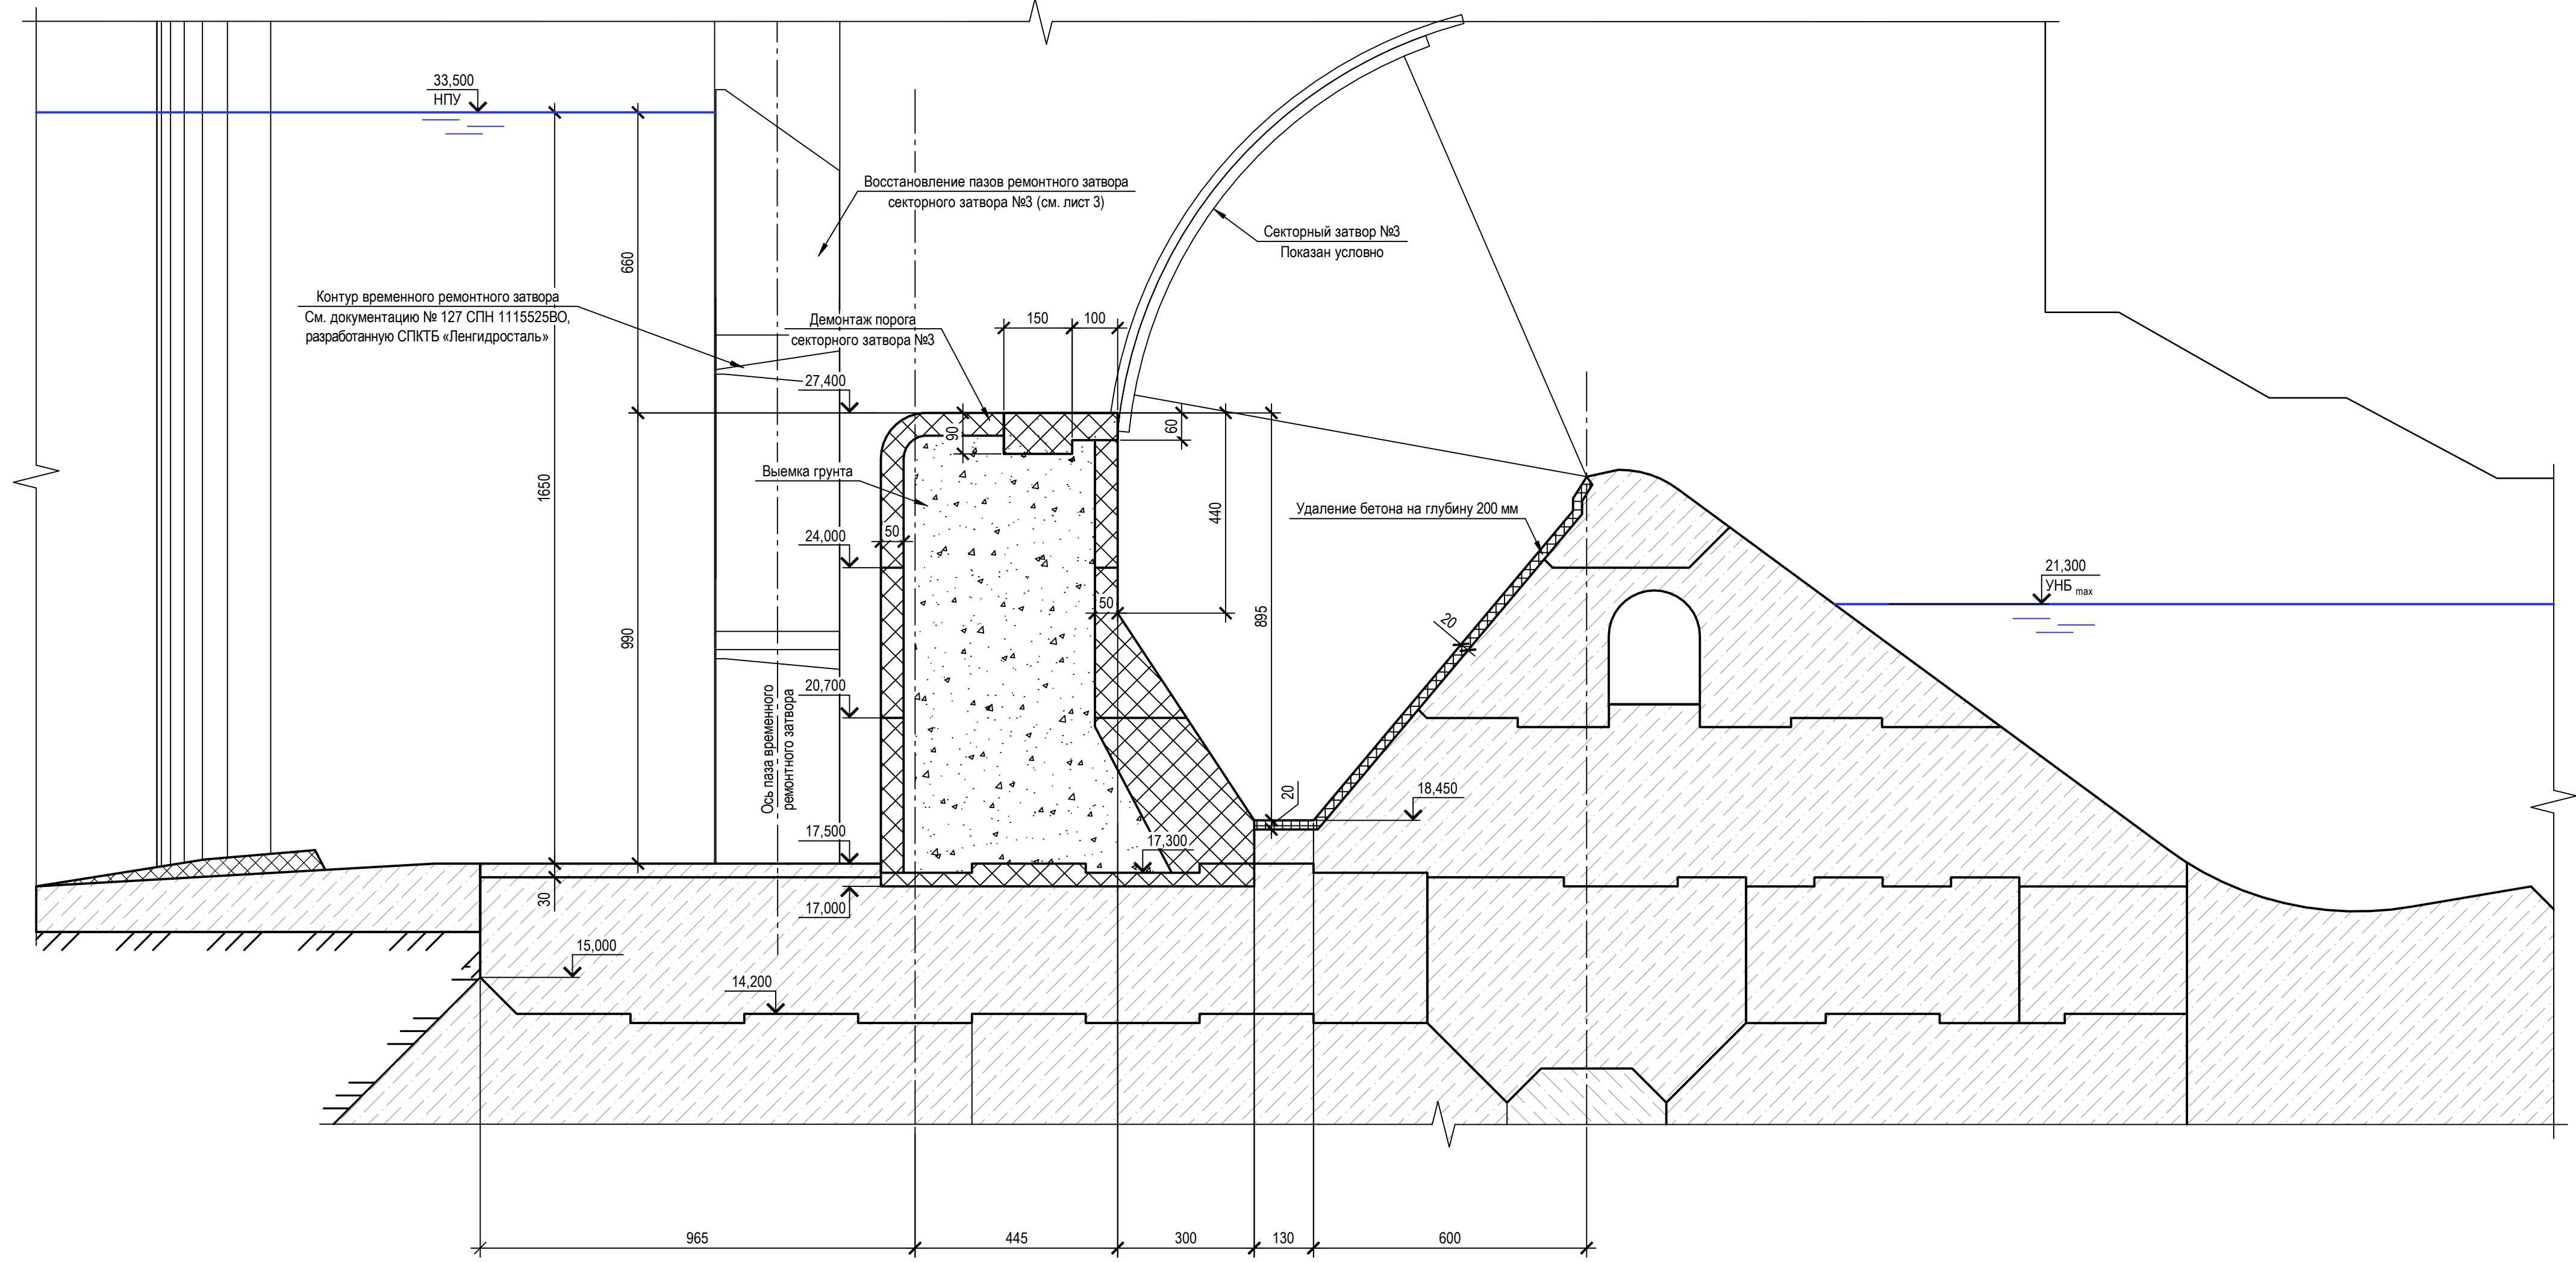 33,500
НПУ
Восстановление пазов ремонтного затвора
секторного затвора №3 (см. лист 3)
Секторный затвор №3
Показан условно
660
Контур временного ремонтного затвора
См. документацию № 127 СПН 1115525ВО,
разработанную СПКТБ «Ленгидросталь»
Демонтаж порога
секторного затвора №3
150
100
27,400
90
60
Выемка грунта
1650
440
Удаление бетона на глубину 200 мм
50
24,000
21,300
УНБ max
50
895
20
990
20,700
Ось паза временного
ремонтного затвора
20
18,450
17,500
17,300
30
17,000
15,000
14,200
965
445
300
130
600